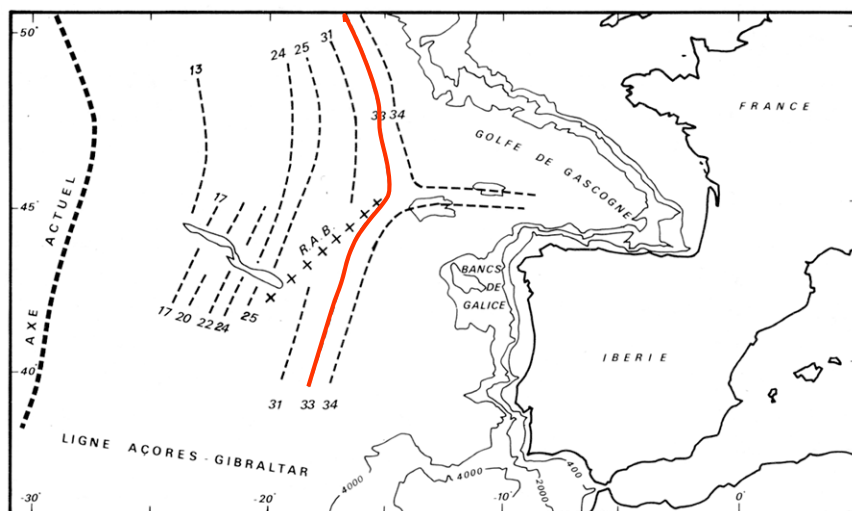 50°
13
24
25
31
33 34
FRANCE
GOLFE DE GASCOGNE
45°
17
R.A.B.
AXE ACTUEL
BANCS
DE
GALICE
17
20
22
24
25
40°
IBERIE
31
33
34
LIGNE AÇORES-GIBRALTAR
4000
4000
2000
400
-30°
-20°
-10°
0°